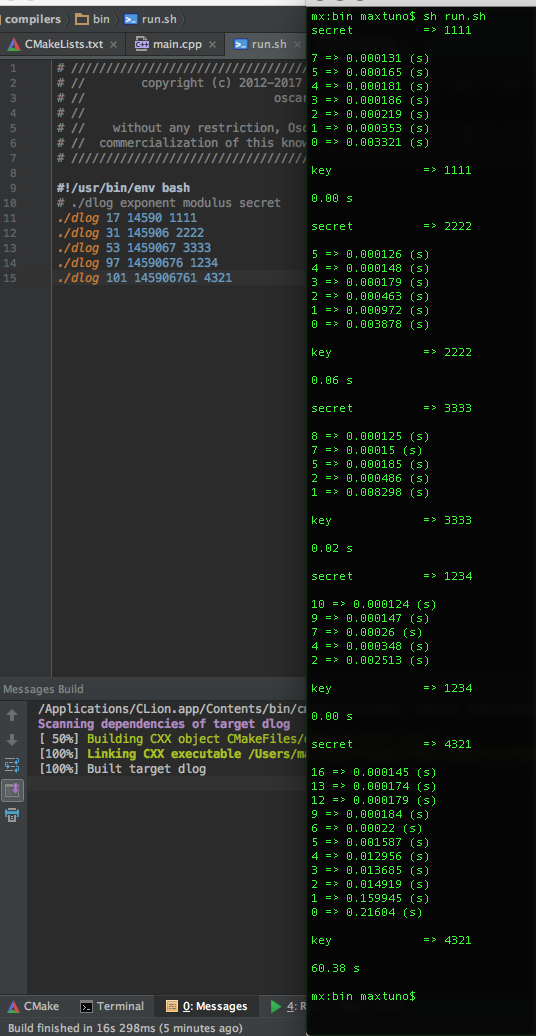 compilers bin run.sh
CMakeLists.txt main.cpp run.sh
1 # //////////////////////////////////
2 # // copyright (c) 2012-2017
3 # // oscar
4 # //
5 # // without any restriction, Osc
6 # // commercialization of this know
7 # //////////////////////////////////
8
9 #!/usr/bin/env bash
10 # ./dlog exponent modulus secret
11 ./dlog 17 14590 1111
12 ./dlog 31 145906 2222
13 ./dlog 53 1459067 3333
14 ./dlog 97 14590676 1234
15 ./dlog 101 145906761 4321
Messages Build
/Applications/CLion.app/Contents/bin/c
Scanning dependencies of target dlog
[ 50%] Building CXX object CMakeFiles/
[100%] Linking CXX executable /Users/ma
[100%] Built target dlog
CMake Terminal 0: Messages 4: R
Build finished in 16s 298ms (5 minutes ago)
mx:bin maxtuno$ sh run.sh
secret => 1111
7 => 0.000131 (s)
5 => 0.000165 (s)
4 => 0.000181 (s)
3 => 0.000186 (s)
2 => 0.000219 (s)
1 => 0.000353 (s)
0 => 0.003321 (s)
key => 1111
0.00 s
secret => 2222
5 => 0.000126 (s)
4 => 0.000148 (s)
3 => 0.000179 (s)
2 => 0.000463 (s)
1 => 0.000972 (s)
0 => 0.003878 (s)
key => 2222
0.06 s
secret => 3333
8 => 0.000125 (s)
7 => 0.00015 (s)
5 => 0.000185 (s)
2 => 0.000486 (s)
1 => 0.008298 (s)
key => 3333
0.02 s
secret => 1234
10 => 0.000124 (s)
9 => 0.000147 (s)
7 => 0.00026 (s)
4 => 0.000348 (s)
2 => 0.002513 (s)
key => 1234
0.00 s
secret => 4321
16 => 0.000145 (s)
13 => 0.000174 (s)
12 => 0.000179 (s)
9 => 0.000184 (s)
6 => 0.00022 (s)
5 => 0.001587 (s)
4 => 0.012956 (s)
3 => 0.013685 (s)
2 => 0.014919 (s)
1 => 0.159945 (s)
0 => 0.21604 (s)
key => 4321
60.38 s
mx:bin maxtuno$